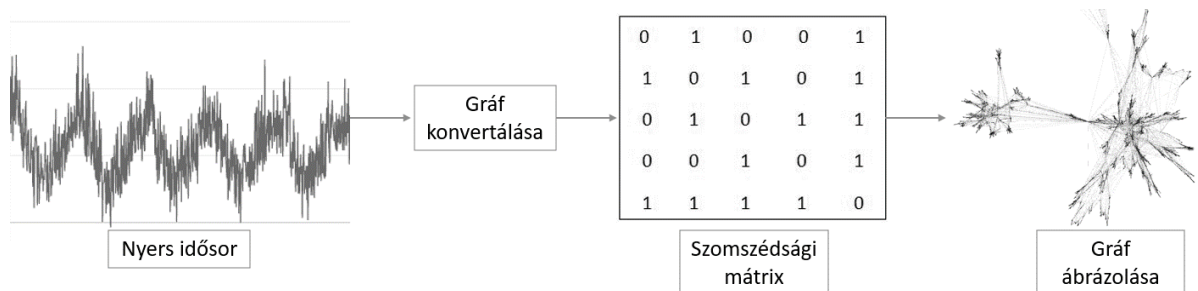 Nyers idősor
Gráf
konvertálása
0 1 0 0 1
1 0 1 0 1
0 1 0 1 1
0 0 1 0 1
1 1 1 1 0
Szomszédsági
mátrix
Gráf
ábrázolása